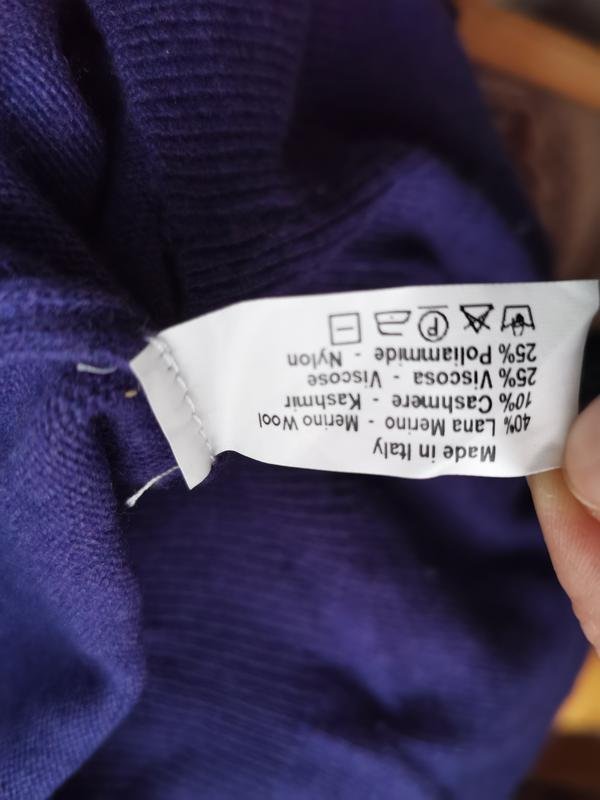 Made in Italy
40% Lana Merino - Merino Wool
10% Cashmere - Kashmir
25% Viscosa - Viscose
25% Poliammide - Nylon
P